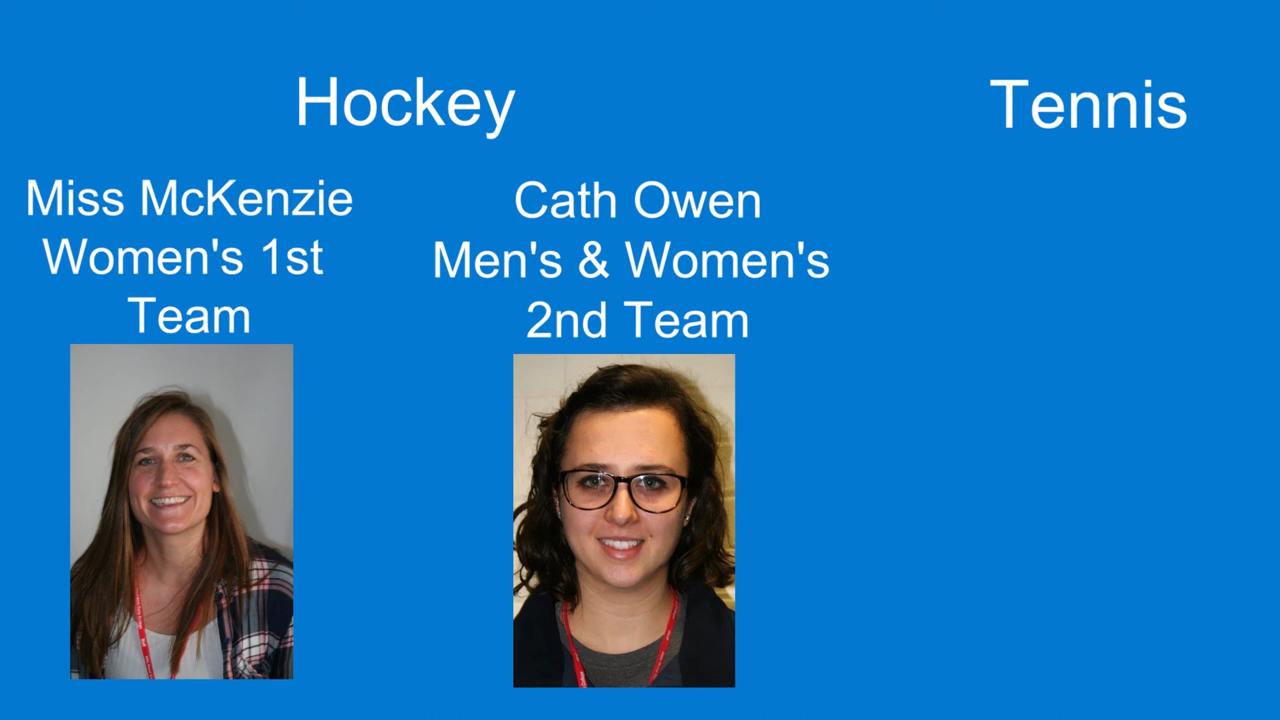 Hockey
Tennis
Miss McKenzie
Women's 1st
Team
Cath Owen
Men's & Women's
2nd Team